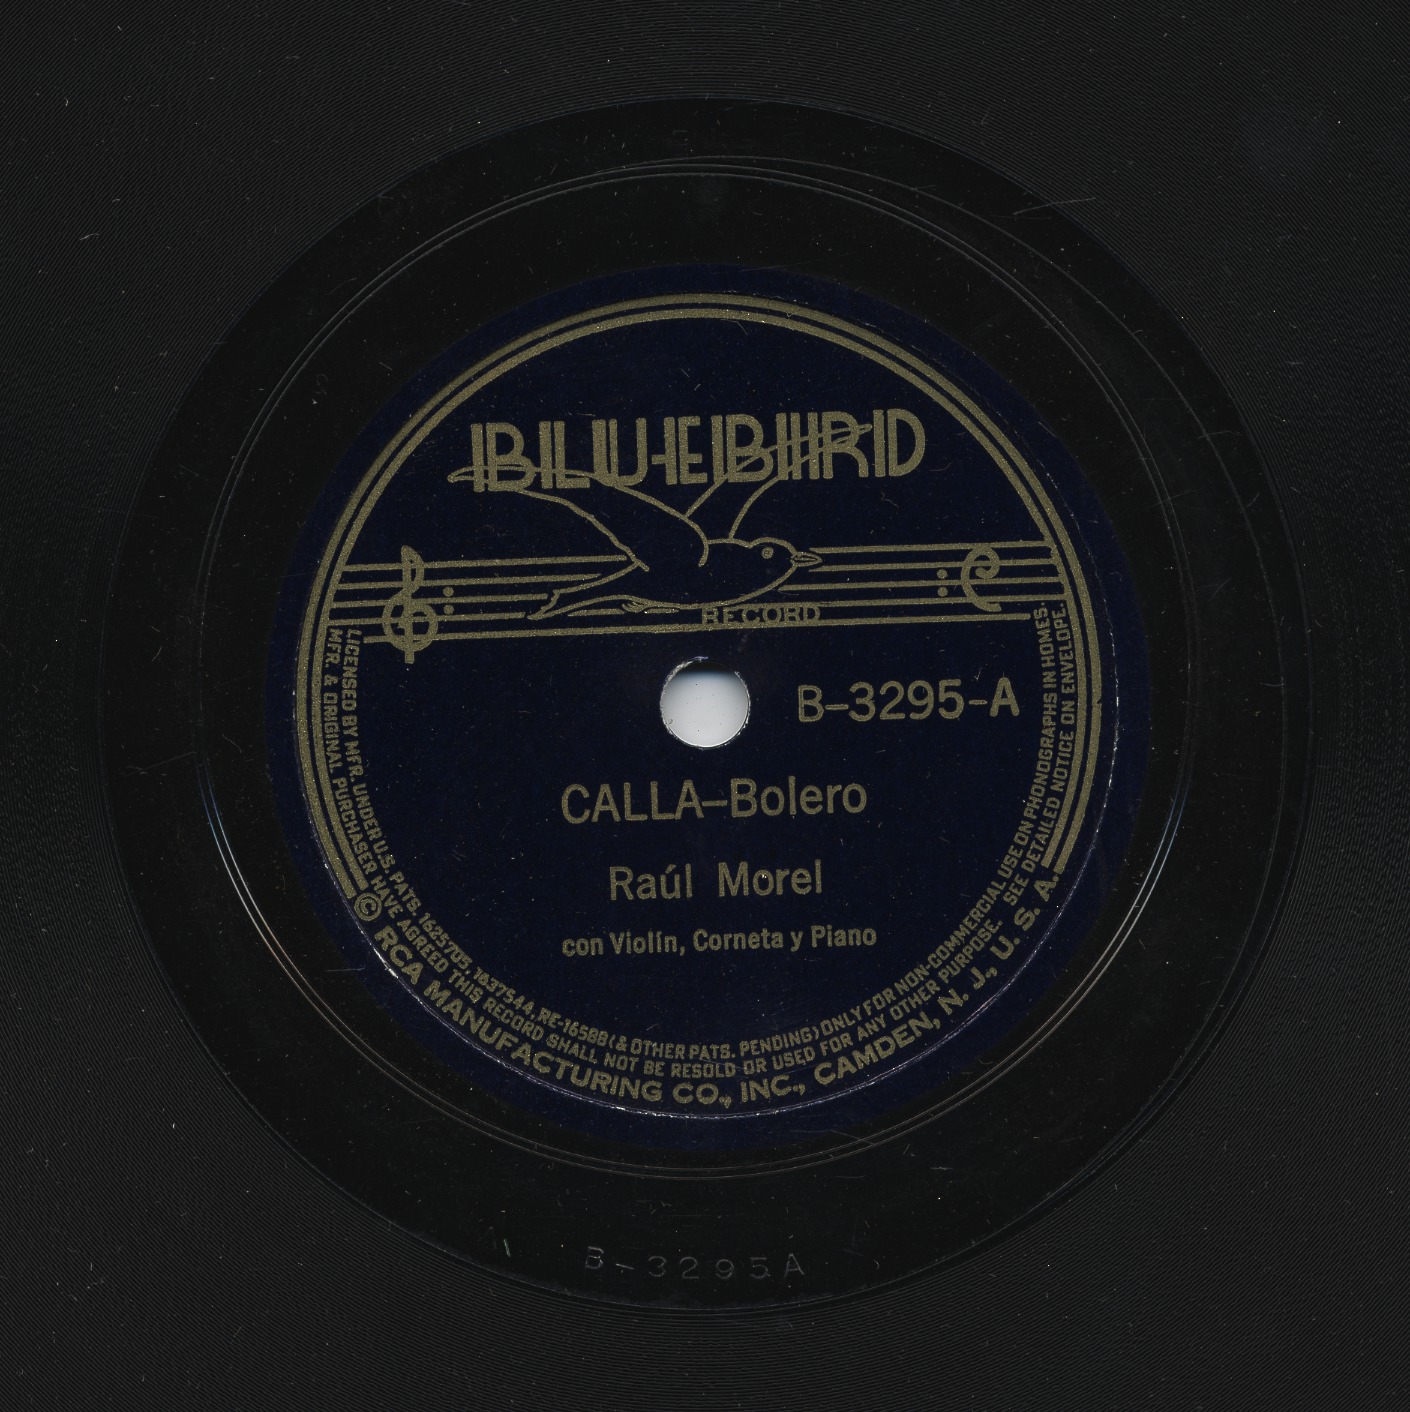 BLUEBIRD
RECORD
B-3295-A
CALLA-Bolero
Raúl Morel
con Violín, Corneta y Piano
LICENSED BY MFR. UNDER U.S. PATS. 1625705, 1637544, RE-16588 (& OTHER PATS. PENDING) ONLY FOR NON-COMMERCIAL USE ON PHONOGRAPHS IN HOMES.
MFR. & ORIGINAL PURCHASER HAVE AGREED THIS RECORD SHALL NOT BE RESOLD OR USED FOR ANY OTHER PURPOSE. SEE DETAILED NOTICE ON ENVELOPE.
© RCA MANUFACTURING CO., INC., CAMDEN, N. J., U. S. A.
B-3295A